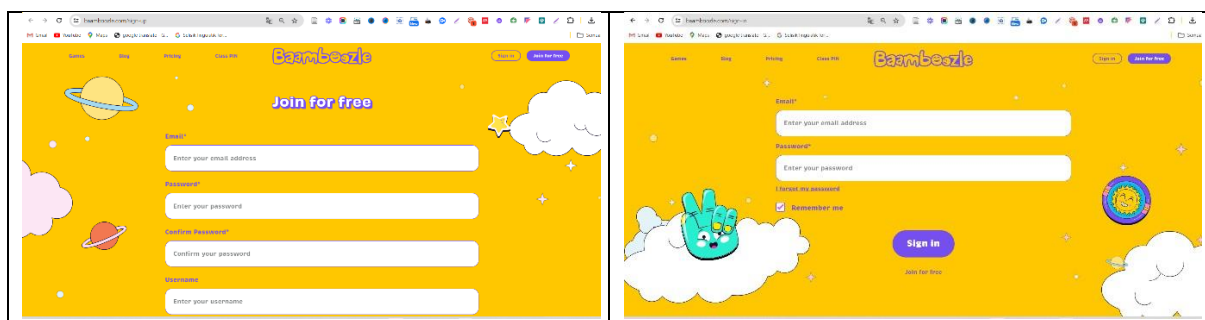 Games Blog Pricing Class PIN Baamboozle Sign in Join for free
Join for free
Email*
Enter your email address
Password*
Enter your password
Confirm Password*
Confirm your password
Username
Enter your username
Games Blog Pricing Class PIN Baamboozle Sign in Join for free
Email*
Enter your email address
Password*
Enter your password
I forgot my password
Remember me
Sign in
Join for free